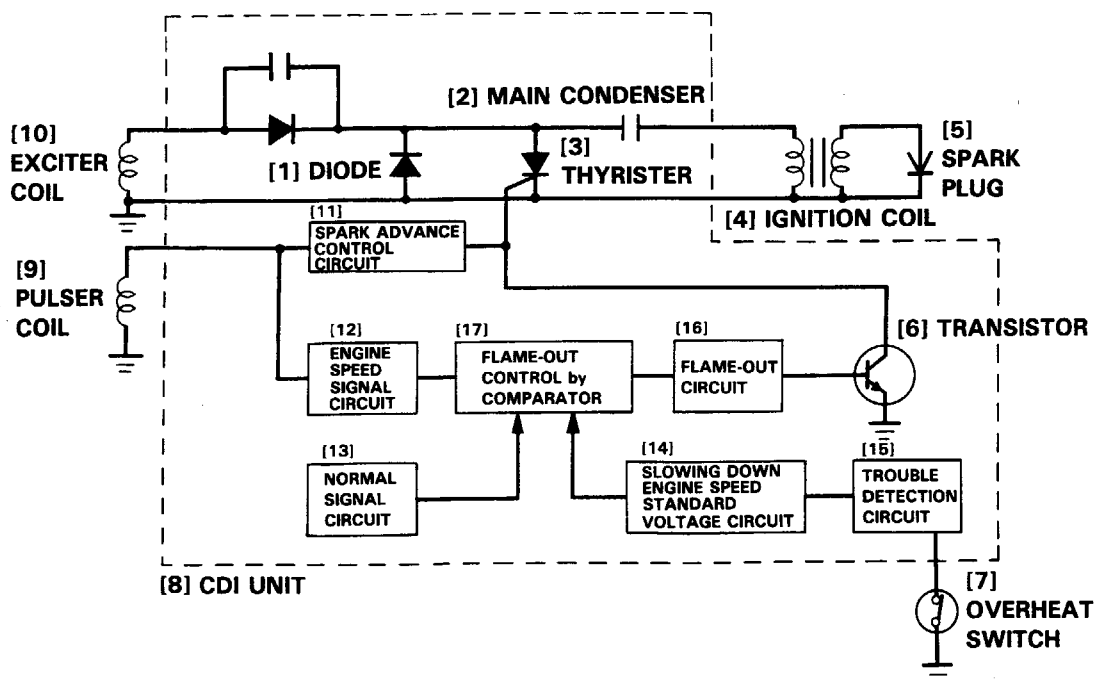 [2] MAIN CONDENSER
[10]
EXCITER
COIL
[1] DIODE
[3]
THYRISTER
[5]
SPARK
PLUG
[4] IGNITION COIL
[11]
SPARK ADVANCE
CONTROL
CIRCUIT
[9]
PULSER
COIL
[12]
ENGINE
SPEED
SIGNAL
CIRCUIT
[17]
FLAME-OUT
CONTROL by
COMPARATOR
[16]
FLAME-OUT
CIRCUIT
[6] TRANSISTOR
[13]
NORMAL
SIGNAL
CIRCUIT
[14]
SLOWING DOWN
ENGINE SPEED
STANDARD
VOLTAGE CIRCUIT
[15]
TROUBLE
DETECTION
CIRCUIT
[8] CDI UNIT
[7]
OVERHEAT
SWITCH